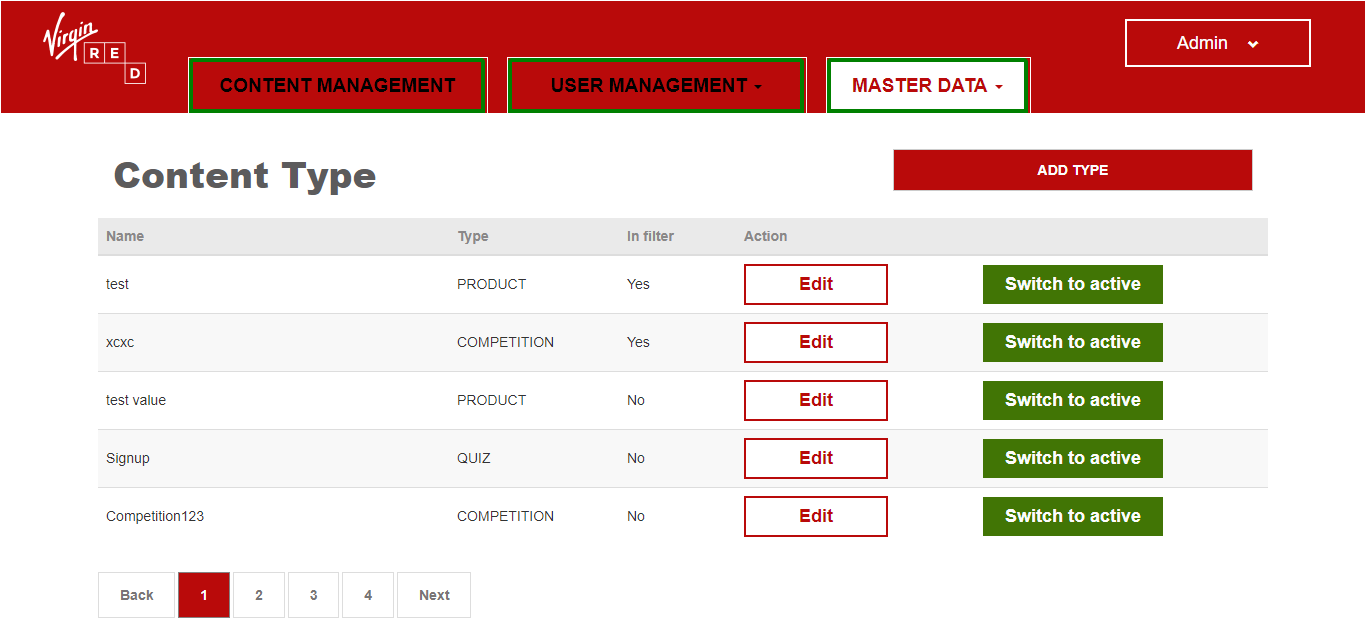 Virgin
RED
Admin
CONTENT MANAGEMENT USER MANAGEMENT MASTER DATA
Content Type
ADD TYPE
Name Type In filter Action
test PRODUCT Yes Edit Switch to active
xcxc COMPETITION Yes Edit Switch to active
test value PRODUCT No Edit Switch to active
Signup QUIZ No Edit Switch to active
Competition123 COMPETITION No Edit Switch to active
Back 1 2 3 4 Next